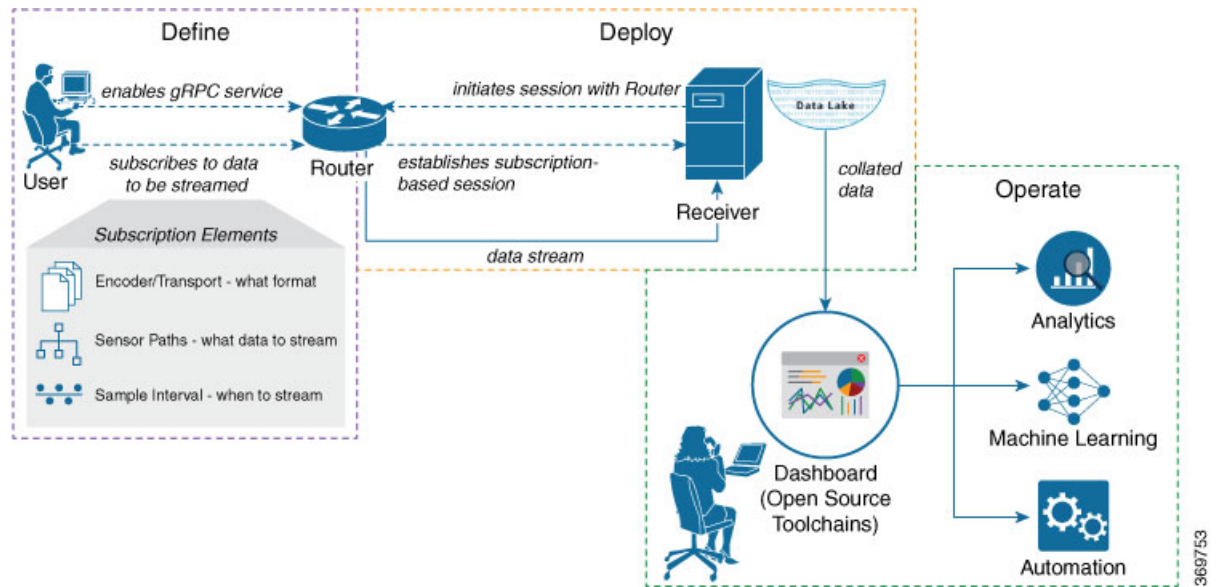 Define
Deploy
enables gRPC service
initiates session with Router
Data Lake
User
subscribes to data
to be streamed
Router
establishes subscription-
based session
Receiver
collated
data
data stream
Subscription Elements
Encoder/Transport - what format
Sensor Paths - what data to stream
Sample Interval - when to stream
Operate
Analytics
Machine Learning
Automation
Dashboard
(Open Source
Toolchains)
369753